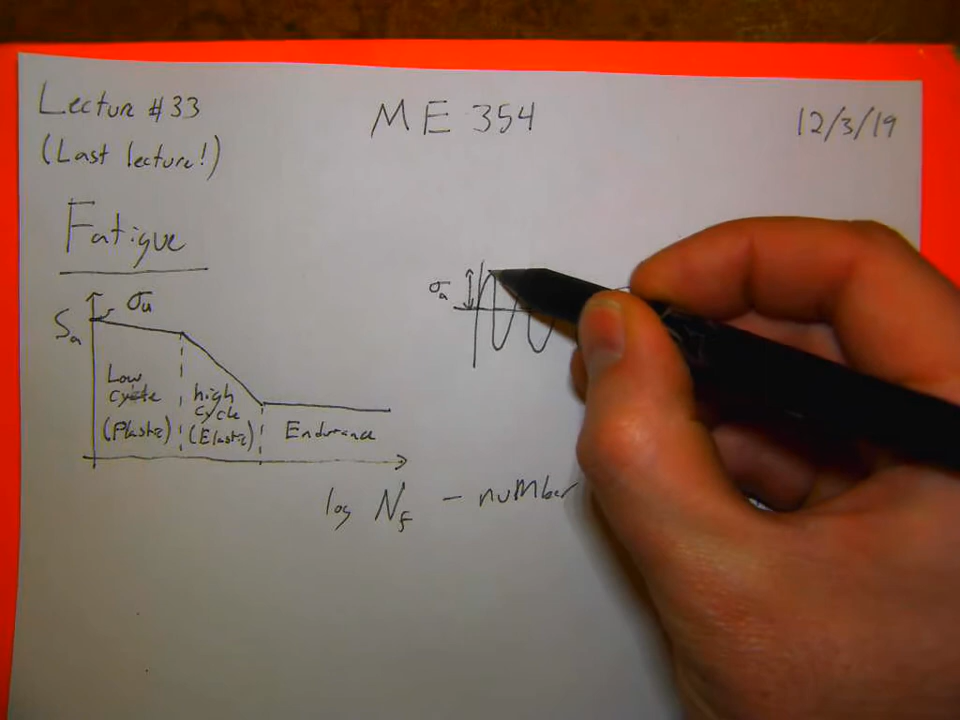 Lecture #33
ME 354
12/3/19
(Last lecture!)
Fatigue
σu
Sa
Low cycle (Plastic)
high cycle (Elastic)
Endurance
σa
log Nf - number